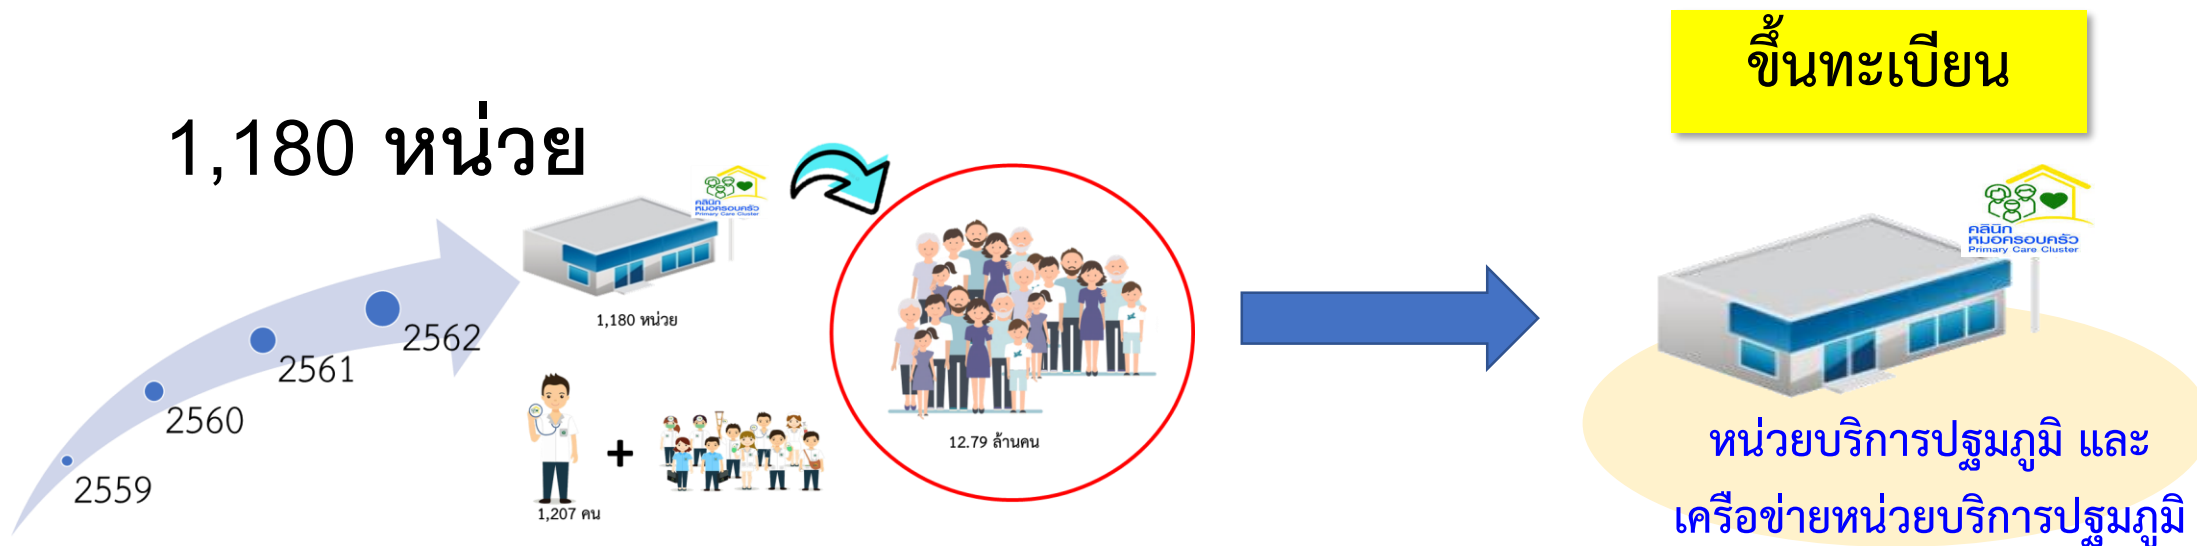 ขึ้นทะเบียน
1,180 หน่วย
คลินิก
หมอครอบครัว
Primary Care Cluster
1,180 หน่วย
2562
2561
2560
2559
+
1,207 คน
12.79 ล้านคน
คลินิก
หมอครอบครัว
Primary Care Cluster
หน่วยบริการปฐมภูมิ และ
เครือข่ายหน่วยบริการปฐมภูมิ